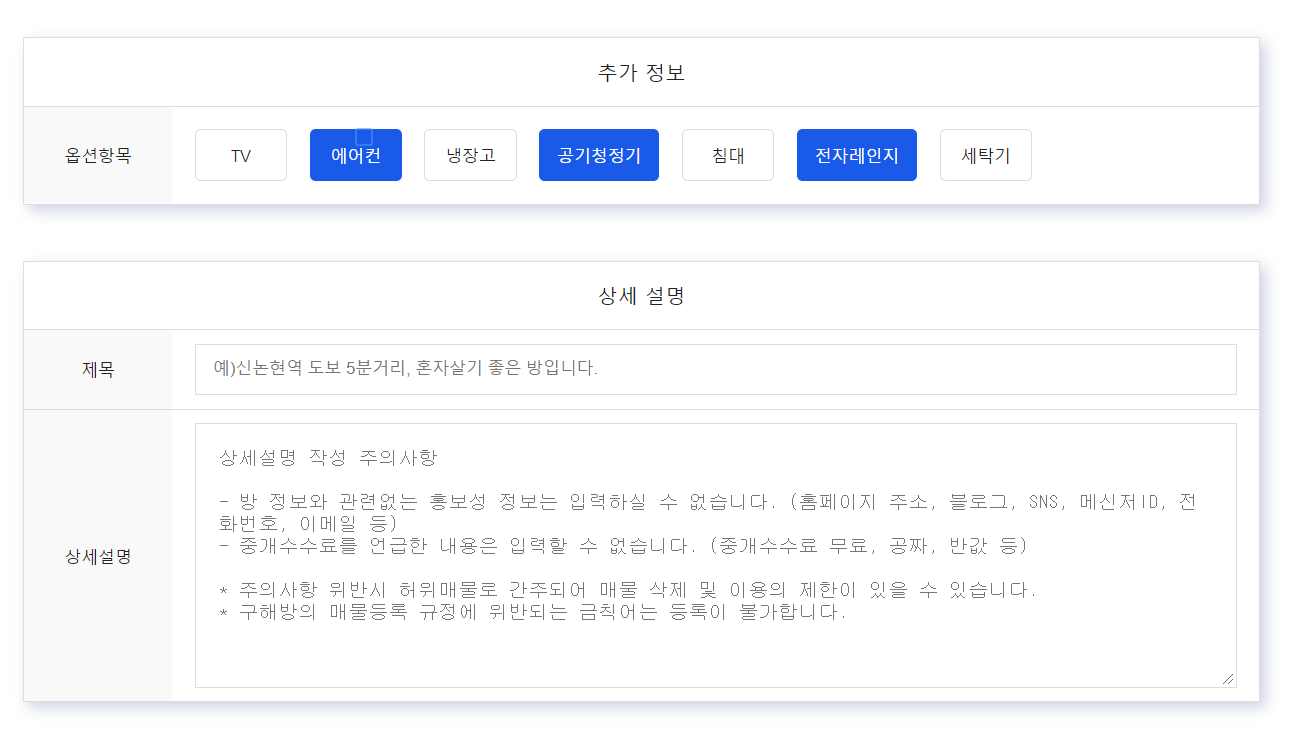 추가 정보
옵션항목 TV 에어컨 냉장고 공기청정기 침대 전자레인지 세탁기
상세 설명
제목 예)신논현역 도보 5분거리, 혼자살기 좋은 방입니다.
상세설명 작성 주의사항
- 방 정보와 관련없는 홍보성 정보는 입력하실 수 없습니다. (홈페이지 주소, 블로그, SNS, 메신저ID, 전
화번호, 이메일 등)
- 중개수수료를 언급한 내용은 입력할 수 없습니다. (중개수수료 무료, 공짜, 반값 등)
상세설명
* 주의사항 위반시 허위매물로 간주되어 매물 삭제 및 이용의 제한이 있을 수 있습니다.
* 구해방의 매물등록 규정에 위반되는 금칙어는 등록이 불가합니다.